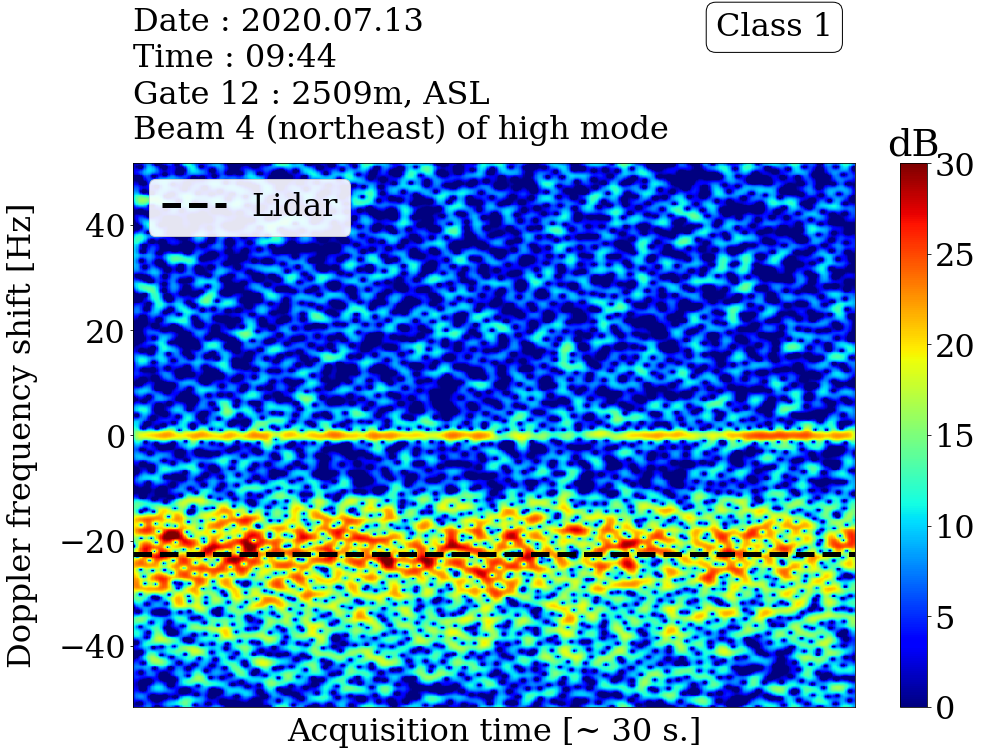 Date : 2020.07.13
Time : 09:44
Gate 12 : 2509m, ASL
Beam 4 (northeast) of high mode
Class 1
dB
Lidar
Doppler frequency shift [Hz]
40
20
0
−20
−40
Acquisition time [~ 30 s.]
30
25
20
15
10
5
0